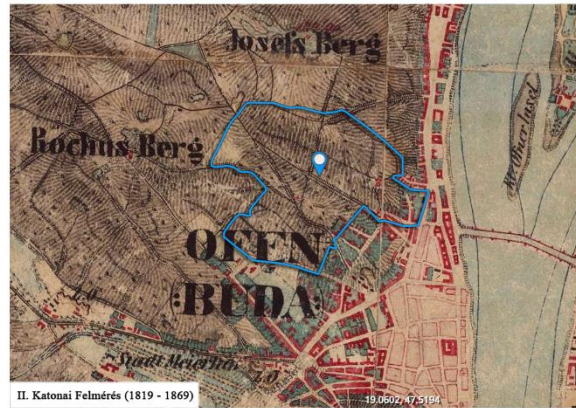 Josefs Berg
Rochus Berg
OFEN
(BUDA)
Stadt Meierhof
II. Katonai Felmérés (1819 - 1869)
19.0602, 47.5194